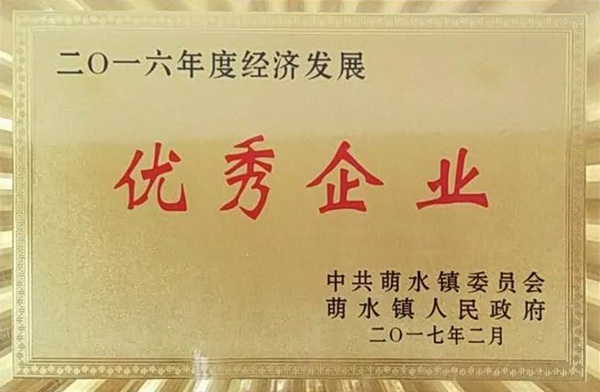 二〇一六年度经济发展
优秀企业
中共萌水镇委员会
萌水镇人民政府
二〇一七年二月